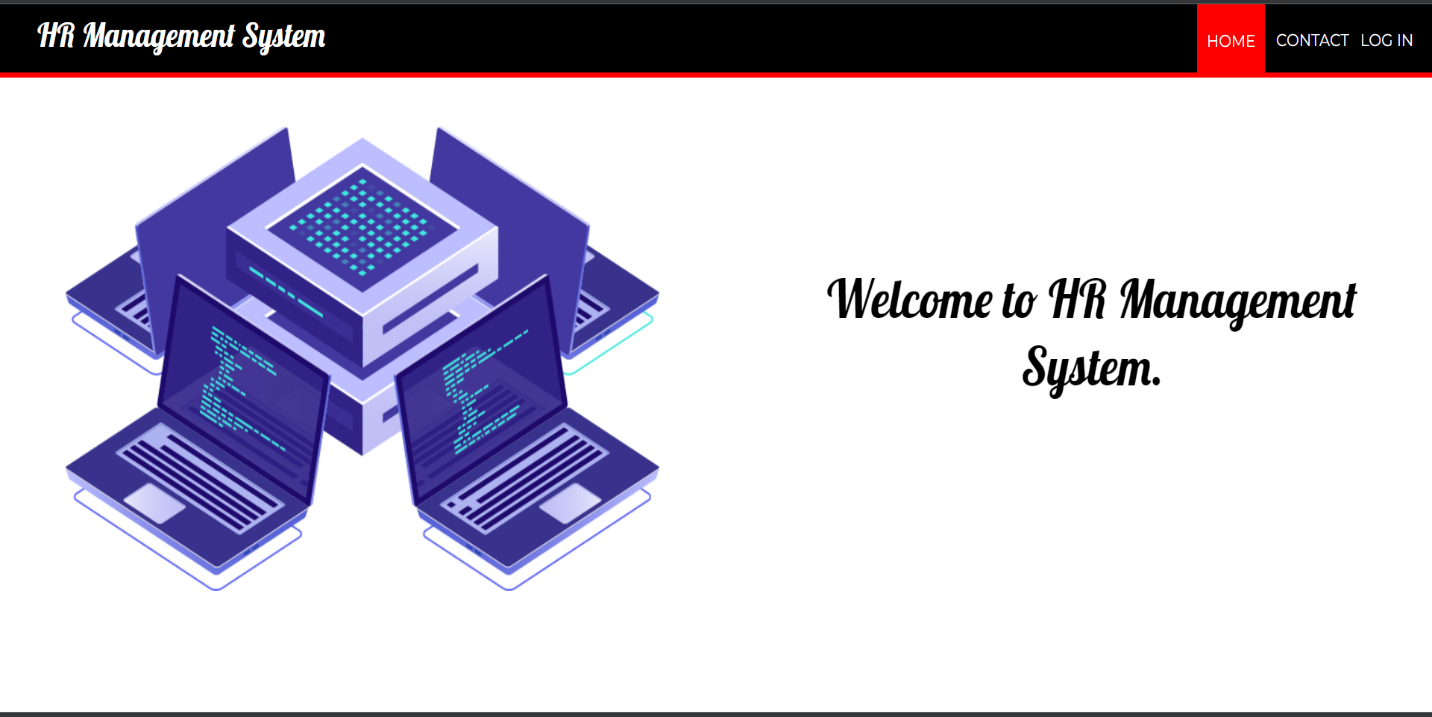 HR Management System
HOME CONTACT LOG IN
Welcome to HR Management
System.